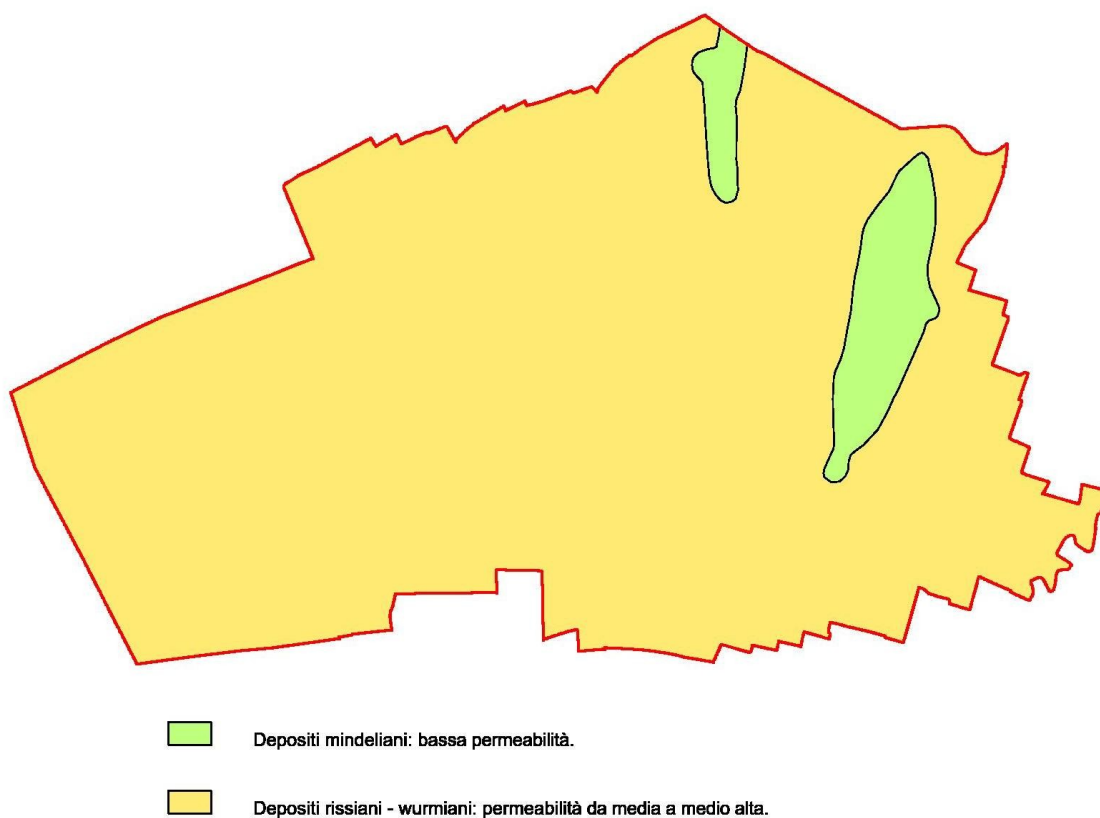 Depositi mindeliani: bassa permeabilità.
Depositi rissiani - wurmiani: permeabilità da media a medio alta.